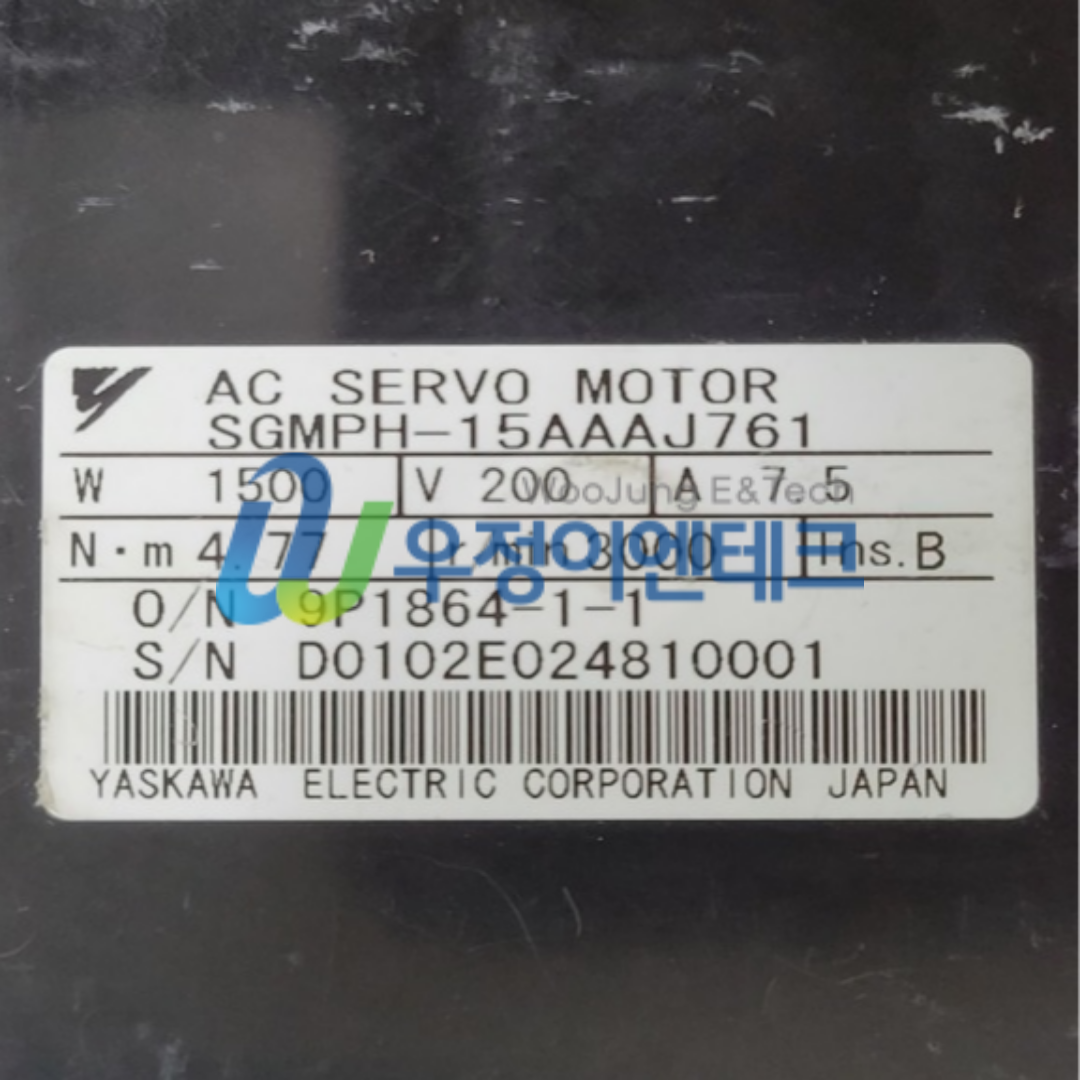 AC SERVO MOTOR
SGMPH-15AAAJ761
W 1500 V 200 A 7.5
WooJung E&Tech
N·m 4.77 r/min 3000 Ins. B
우정이엔테크
O/N 9P1864-1-1
S/N D0102E024810001
YASKAWA ELECTRIC CORPORATION JAPAN